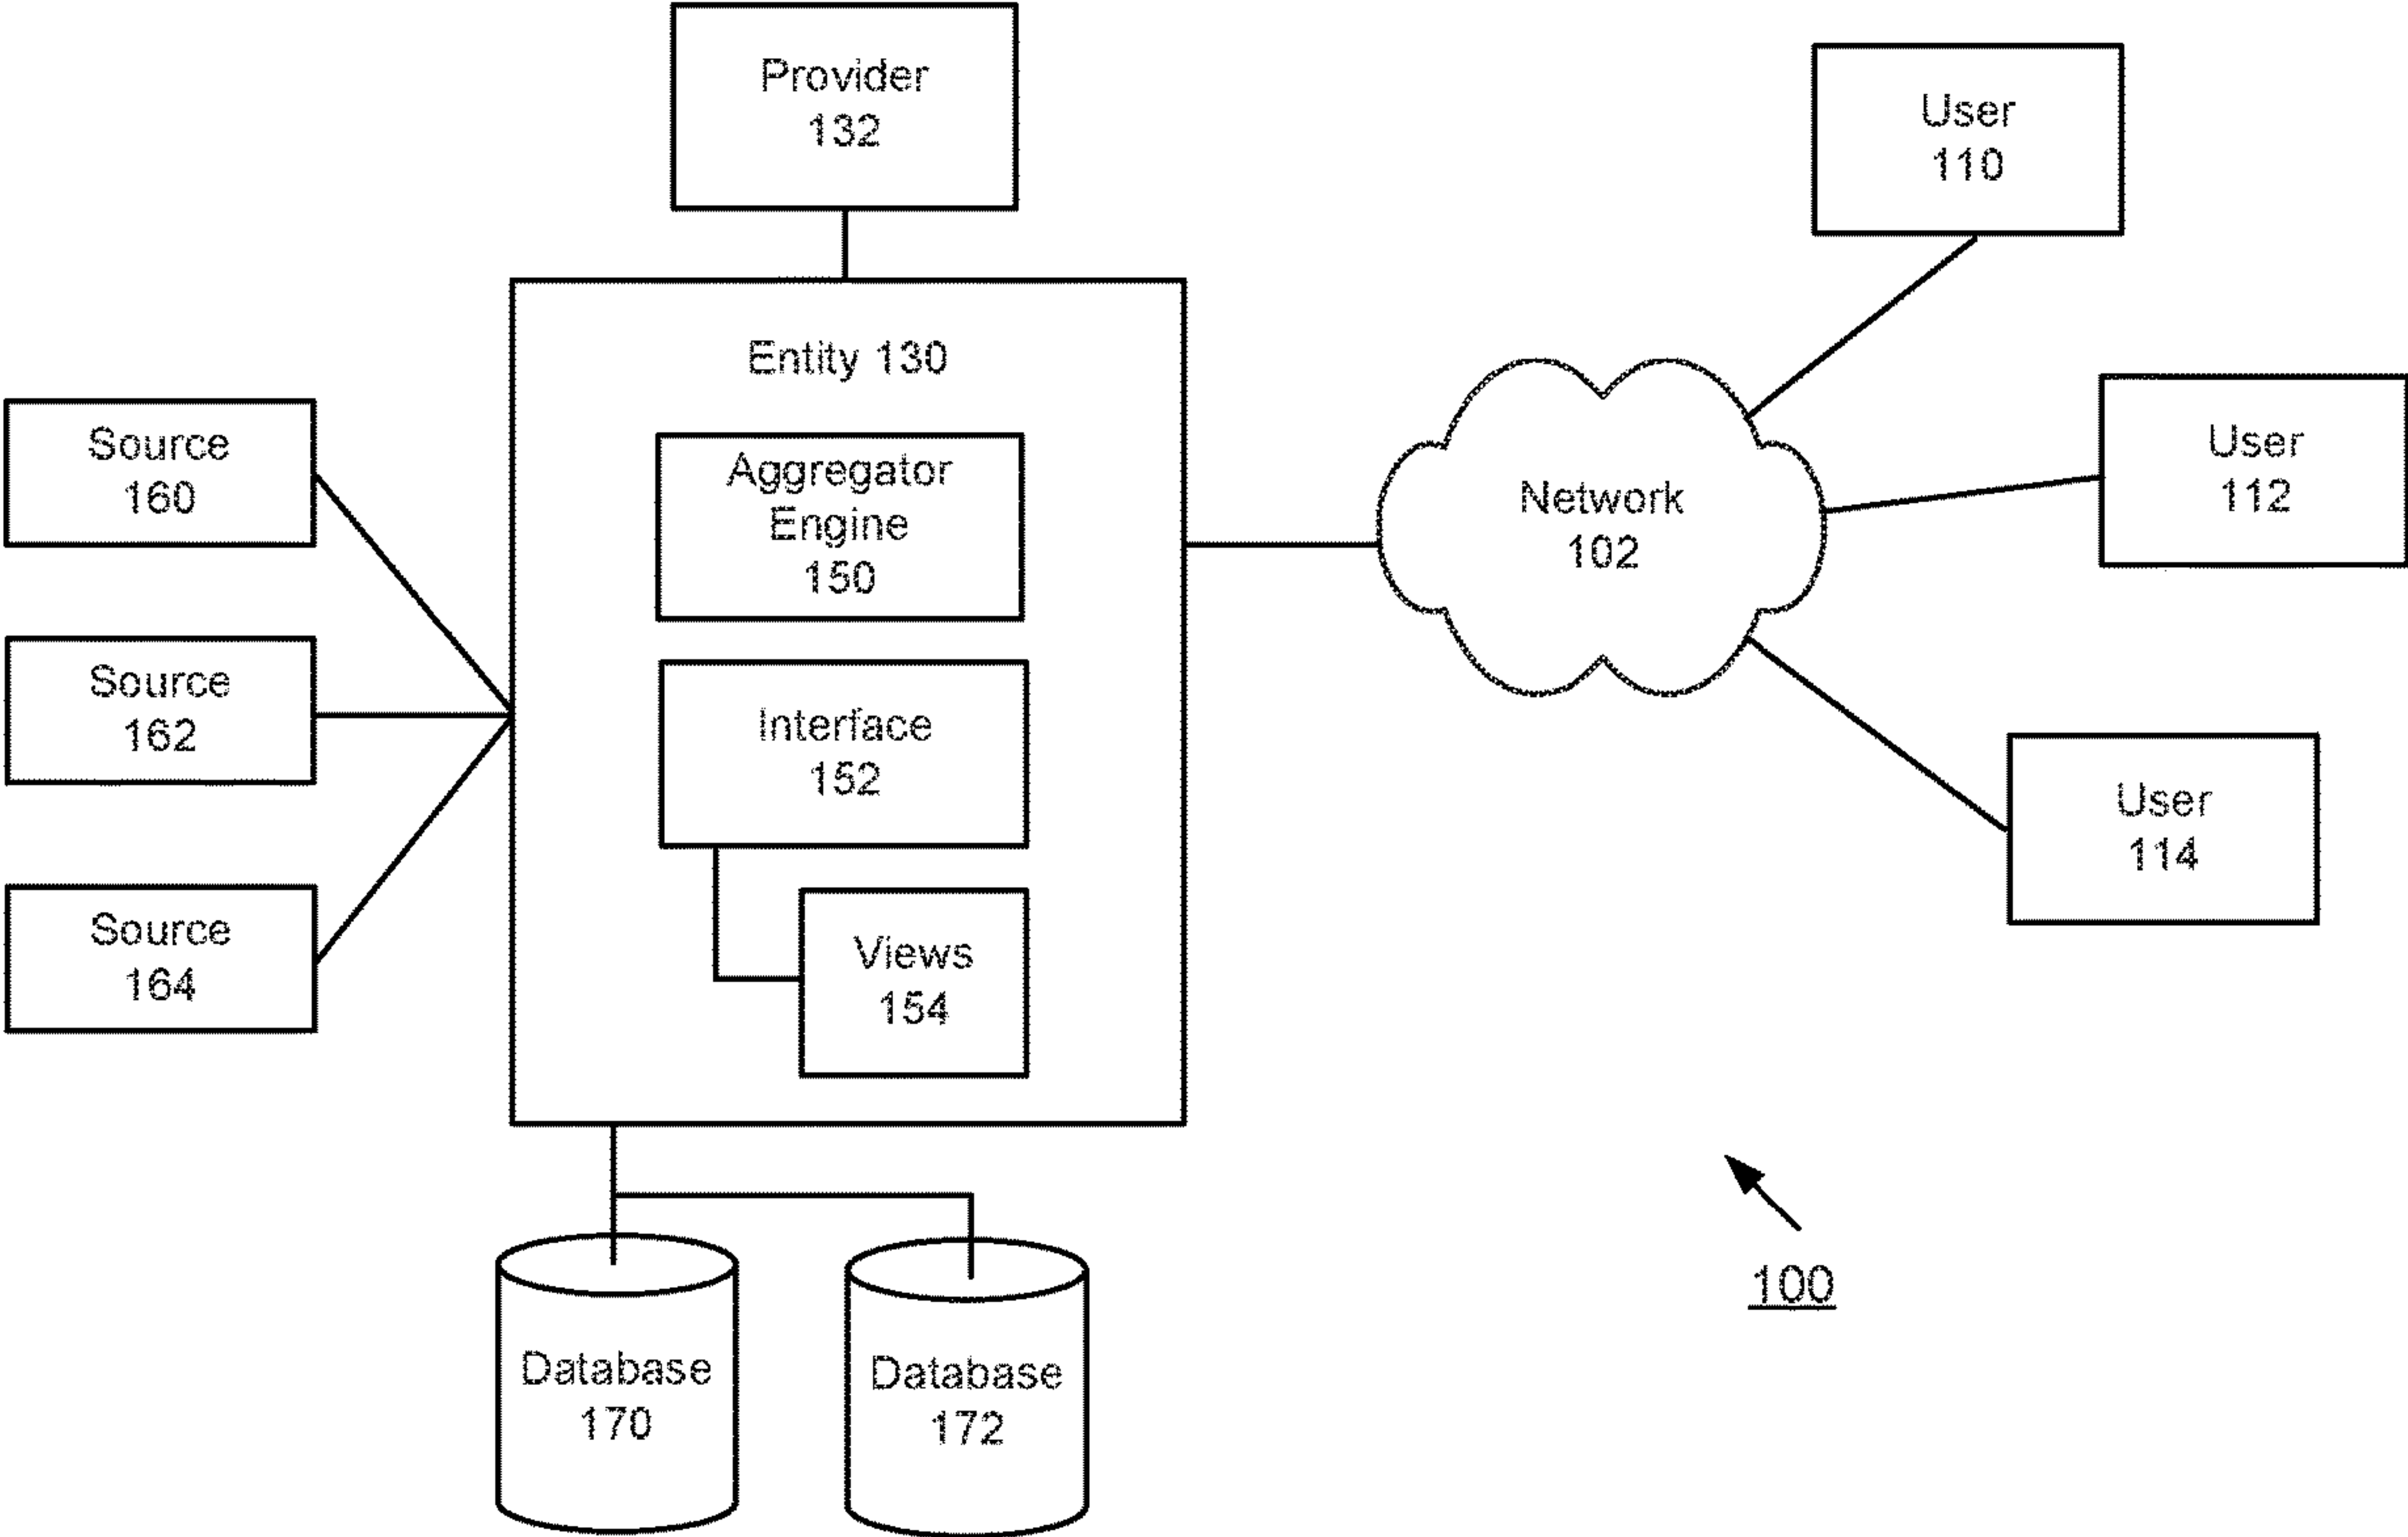 Provider
132
User
110
Entity 130
Aggregator
Engine
150
Interface
152
Views
154
Source
160
Source
162
Source
164
Network
102
User
112
User
114
Database
170
Database
172
100